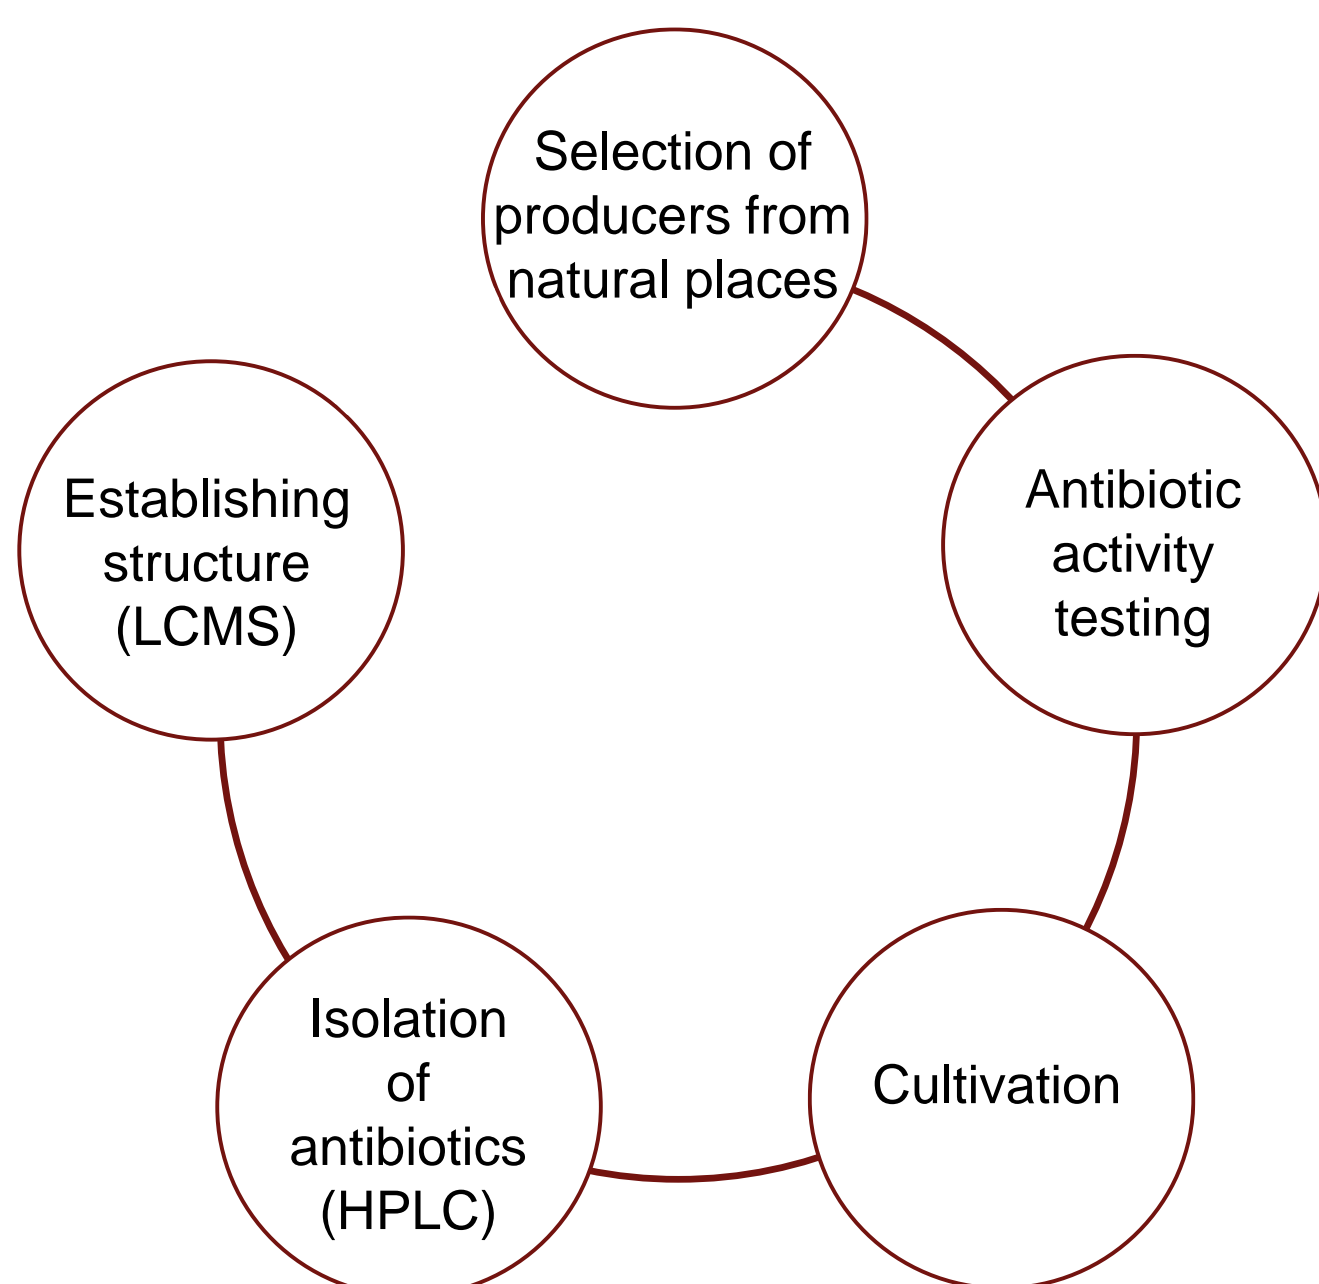 Selection of
producers from
natural places
Antibiotic
activity
testing
Cultivation
Isolation
of
antibiotics
(HPLC)
Establishing
structure
(LCMS)